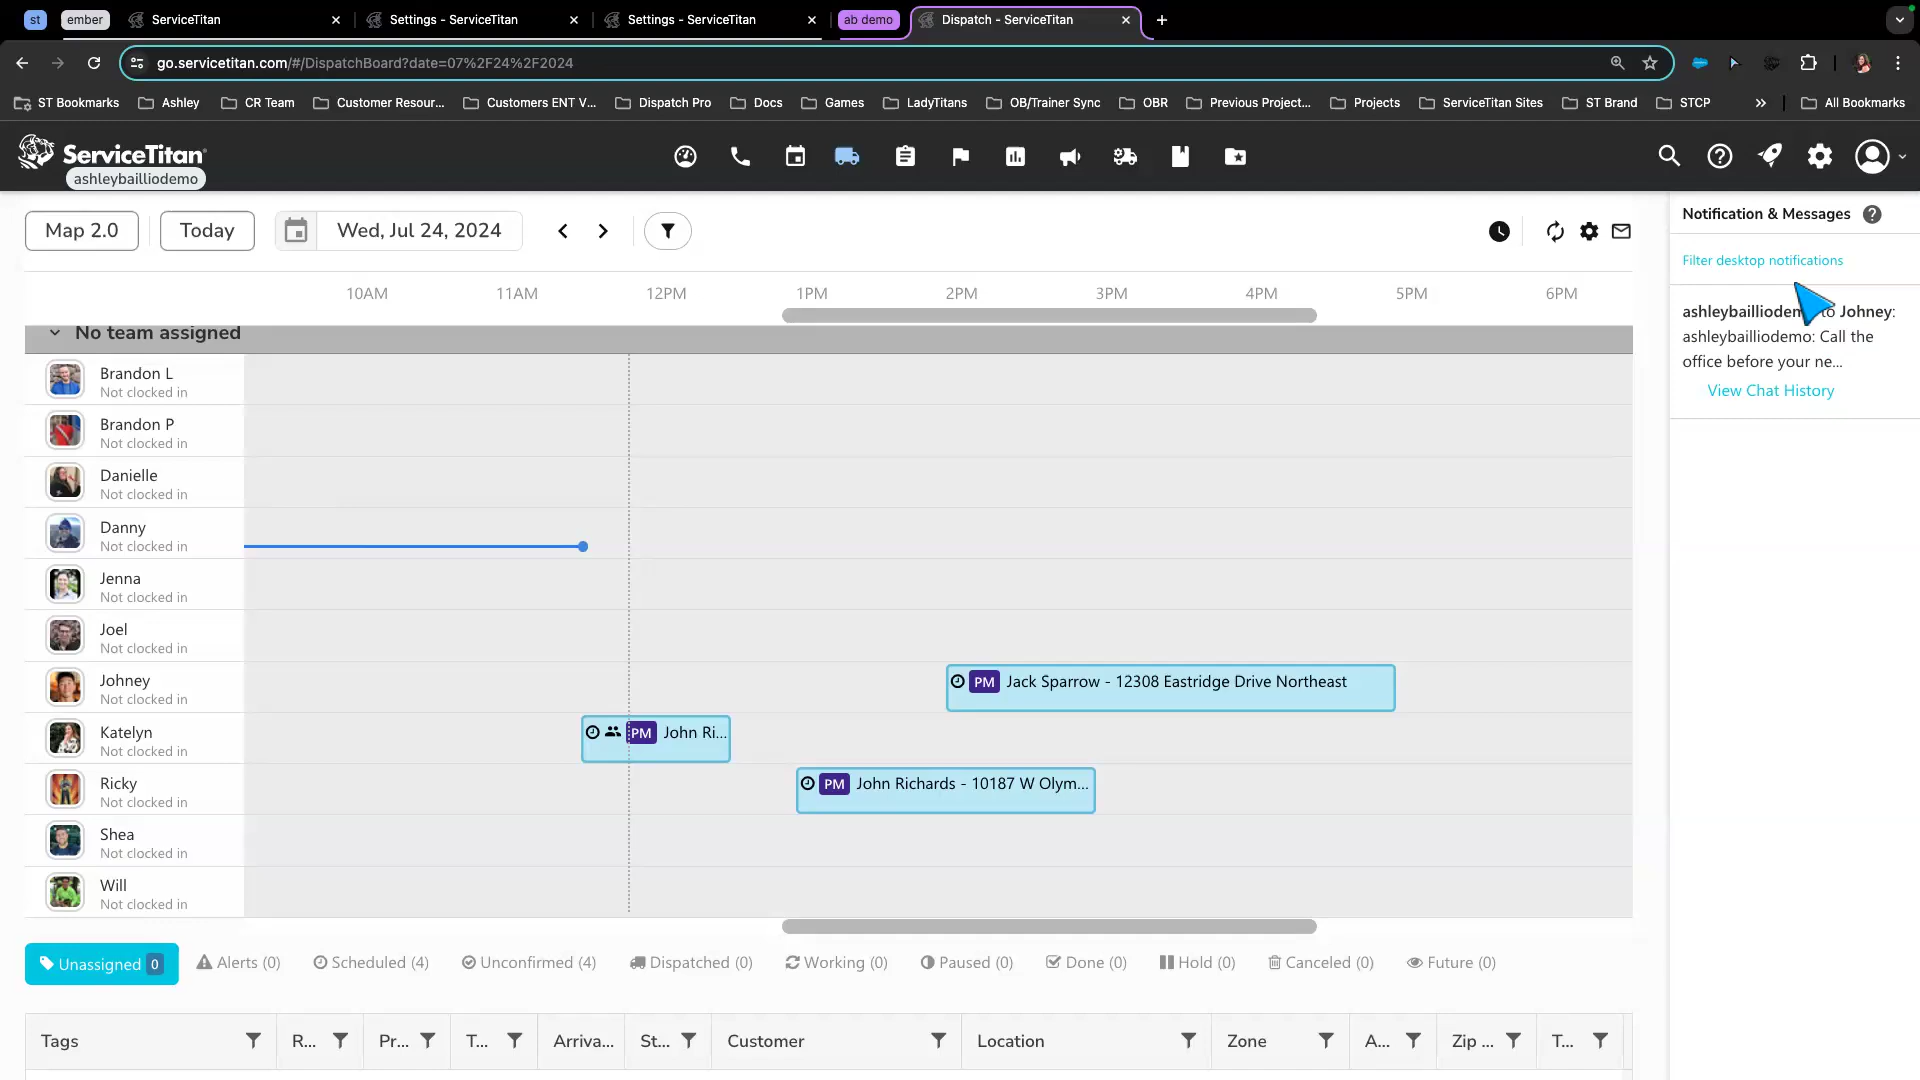 st
ember
ServiceTitan
Settings - ServiceTitan
Settings - ServiceTitan
ab demo
Dispatch - ServiceTitan
go.servicetitan.com/#/DispatchBoard?date=07%2F24%2F2024
ST Bookmarks
Ashley
CR Team
Customer Resour...
Customers ENT V...
Dispatch Pro
Docs
Games
LadyTitans
OB/Trainer Sync
OBR
Previous Project...
Projects
ServiceTitan Sites
ST Brand
STCP
All Bookmarks
ServiceTitan
ashleybailliodemo
Map 2.0
Today
Wed, Jul 24, 2024
Notification & Messages
Filter desktop notifications
ashleybailliodem to Johney:
ashleybailliodemo: Call the
office before your ne...
View Chat History
10AM 11AM 12PM 1PM 2PM 3PM 4PM 5PM 6PM
No team assigned
Brandon L
Not clocked in
Brandon P
Not clocked in
Danielle
Not clocked in
Danny
Not clocked in
Jenna
Not clocked in
Joel
Not clocked in
Johney
Not clocked in
PM Jack Sparrow - 12308 Eastridge Drive Northeast
Katelyn
Not clocked in
PM John Ri...
Ricky
Not clocked in
PM John Richards - 10187 W Olym...
Shea
Not clocked in
Will
Not clocked in
Unassigned 0
Alerts (0)
Scheduled (4)
Unconfirmed (4)
Dispatched (0)
Working (0)
Paused (0)
Done (0)
Hold (0)
Canceled (0)
Future (0)
Tags
R...
Pr...
T...
Arriva...
St...
Customer
Location
Zone
A...
Zip ...
T...